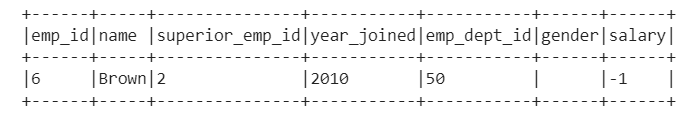 +------+-----+---------------+-----------+-----------+------+------+
|emp_id|name |superior_emp_id|year_joined|emp_dept_id|gender|salary|
+------+-----+---------------+-----------+-----------+------+------+
|6     |Brown|2              |2010       |50         |      |-1    |
+------+-----+---------------+-----------+-----------+------+------+